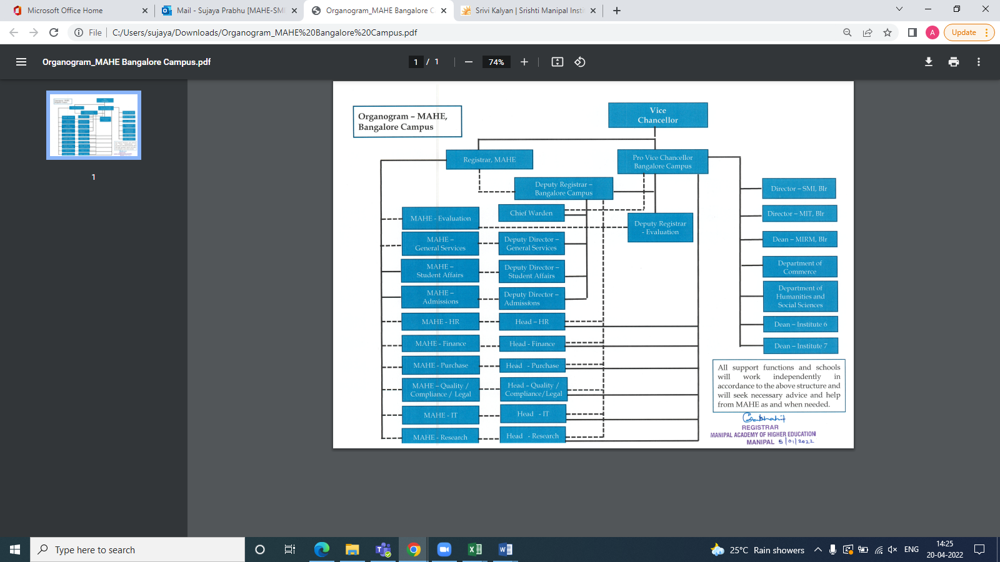 Microsoft Office Home
Mail - Sujaya Prabhu [MAHE-SMI
Organogram_MAHE Bangalore C
Srivi Kalyan | Srishti Manipal Insti
File
C:/Users/sujaya/Downloads/Organogram_MAHE%20Bangalore%20Campus.pdf
A
Update
Organogram_MAHE Bangalore Campus.pdf
1 / 1
74%
1
Organogram – MAHE,
Bangalore Campus
Vice
Chancellor
Registrar, MAHE
Pro Vice Chancellor
Bangalore Campus
Deputy Registrar –
Bangalore Campus
Director – SMI, Blr
MAHE - Evaluation
Chief Warden
Deputy Registrar
- Evaluation
Director – MIT, Blr
MAHE –
General Services
Deputy Director –
General Services
Dean – MIRM, Blr
MAHE –
Student Affairs
Deputy Director –
Student Affairs
Department of
Commerce
MAHE –
Admissions
Deputy Director –
Admissions
Department of
Humanities and
Social Sciences
MAHE - HR
Head – HR
Dean – Institute 6
MAHE - Finance
Head - Finance
Dean – Institute 7
MAHE - Purchase
Head - Purchase
MAHE – Quality /
Compliance / Legal
Head – Quality /
Compliance/Legal
MAHE - IT
Head - IT
MAHE - Research
Head - Research
All support functions and schools
will work independently in
accordance to the above structure and
will seek necessary advice and help
from MAHE as and when needed.
REGISTRAR
MANIPAL ACADEMY OF HIGHER EDUCATION
MANIPAL 5/01/2022
Type here to search
25°C Rain showers
ENG
14:25
20-04-2022